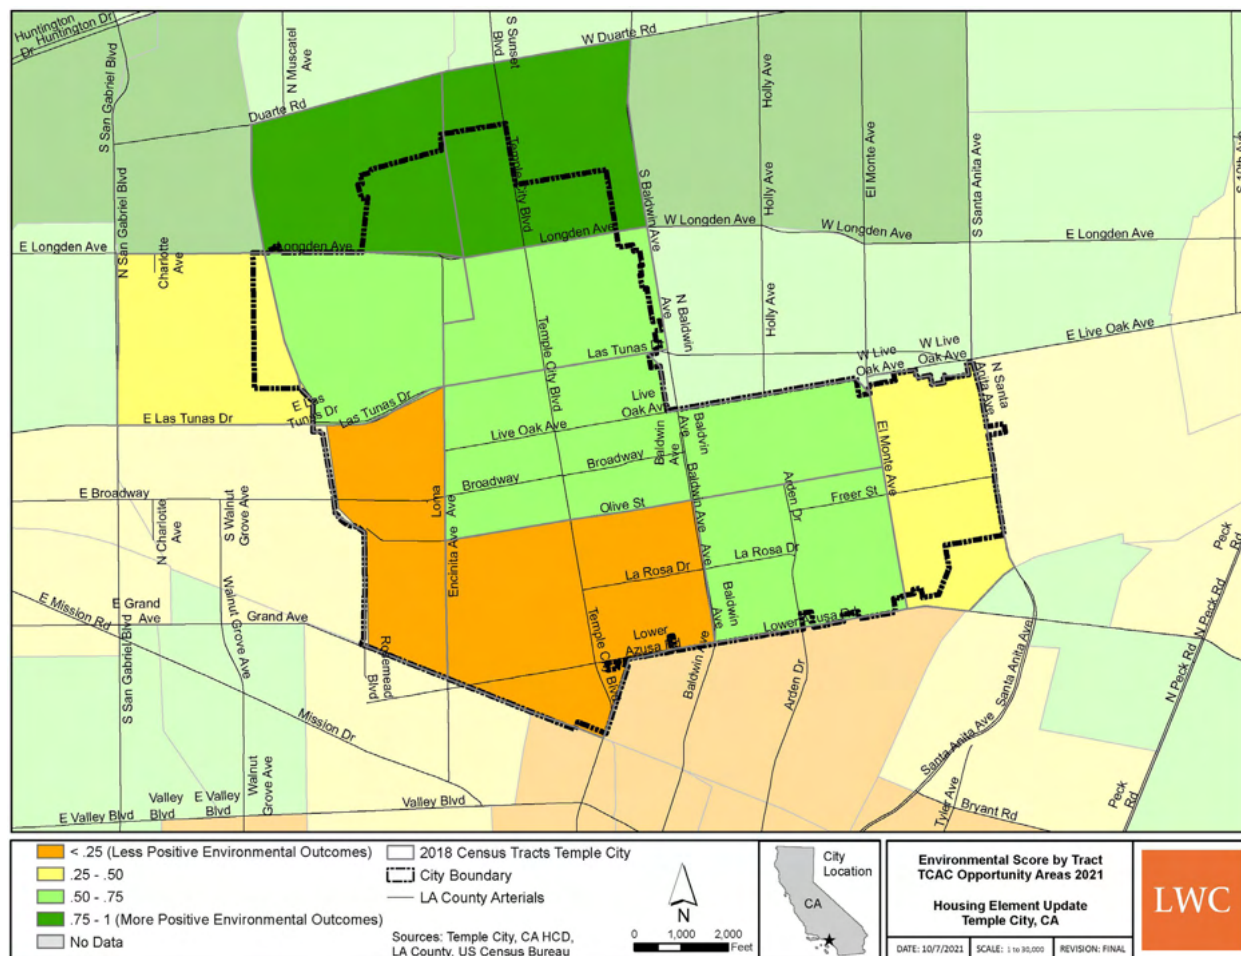 Huntington
Dr
Huntington Dr
S San Gabriel Blvd
N Muscatel
Ave
S Sunset
Blvd
W Duarte Rd
Holly Ave
El Monte Ave
S Santa Anita Ave
S 10th Ave
Duarte Rd
N San Gabriel Blvd
Temple City Blvd
S Baldwin Ave
Holly Ave
E Longden Ave
Charlotte
Ave
Longden Ave
Longden Ave
W Longden Ave
W Longden Ave
E Longden Ave
N Baldwin
Ave
Holly Ave
E Live Oak Ave
Temple City Blvd
Las Tunas Dr
W Live
Oak Ave
W Live
Oak Ave
N Santa
Anita Ave
E Las Tunas Dr
E Las
Tunas Dr
Las Tunas Dr
Live
Oak Ave
Live Oak Ave
Baldwin
Ave
Baldwin
Ave
El Monte Ave
Broadway
Broadway
E Broadway
Loma
Ave
Olive St
Baldwin Ave
Arden Dr
Freer St
N Charlotte
Ave
S Walnut
Grove Ave
Encinita Ave
La Rosa Dr
La Rosa Dr
Ave
Peck
Rd
E Mission Rd
E Grand
Ave
Grand Ave
Walnut
Grove Ave
Temple City
Blvd
Lower
Azusa
Baldwin
Ave
Lower Azusa Rd
N Peck Rd
S San Gabriel Blvd
Rosemead
Blvd
Baldwin Ave
Arden Dr
Santa Anita Ave
N Peck Rd
Mission Dr
Santa Anita Ave
Walnut
Grove Ave
E Valley Blvd
Valley
Blvd
E Valley
Blvd
Valley Blvd
Tyler Ave
Bryant Rd
Peck
Rd
< .25 (Less Positive Environmental Outcomes)
.25 - .50
.50 - .75
.75 - 1 (More Positive Environmental Outcomes)
No Data
2018 Census Tracts Temple City
City Boundary
LA County Arterials
Sources: Temple City, CA HCD,
LA County, US Census Bureau
N
0 1,000 2,000
Feet
City
Location
CA
Environmental Score by Tract
TCAC Opportunity Areas 2021
Housing Element Update
Temple City, CA
DATE: 10/7/2021 SCALE: 1 to 30,000 REVISION: FINAL
LWC